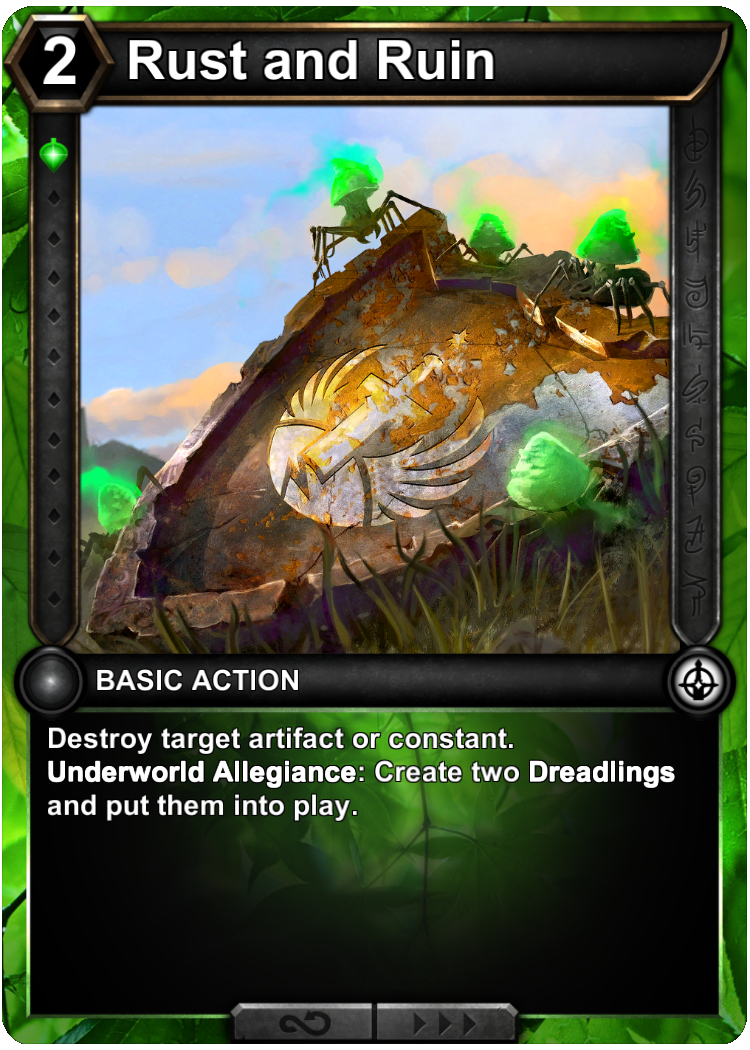 2
Rust and Ruin
BASIC ACTION
Destroy target artifact or constant.
Underworld Allegiance: Create two Dreadlings
and put them into play.